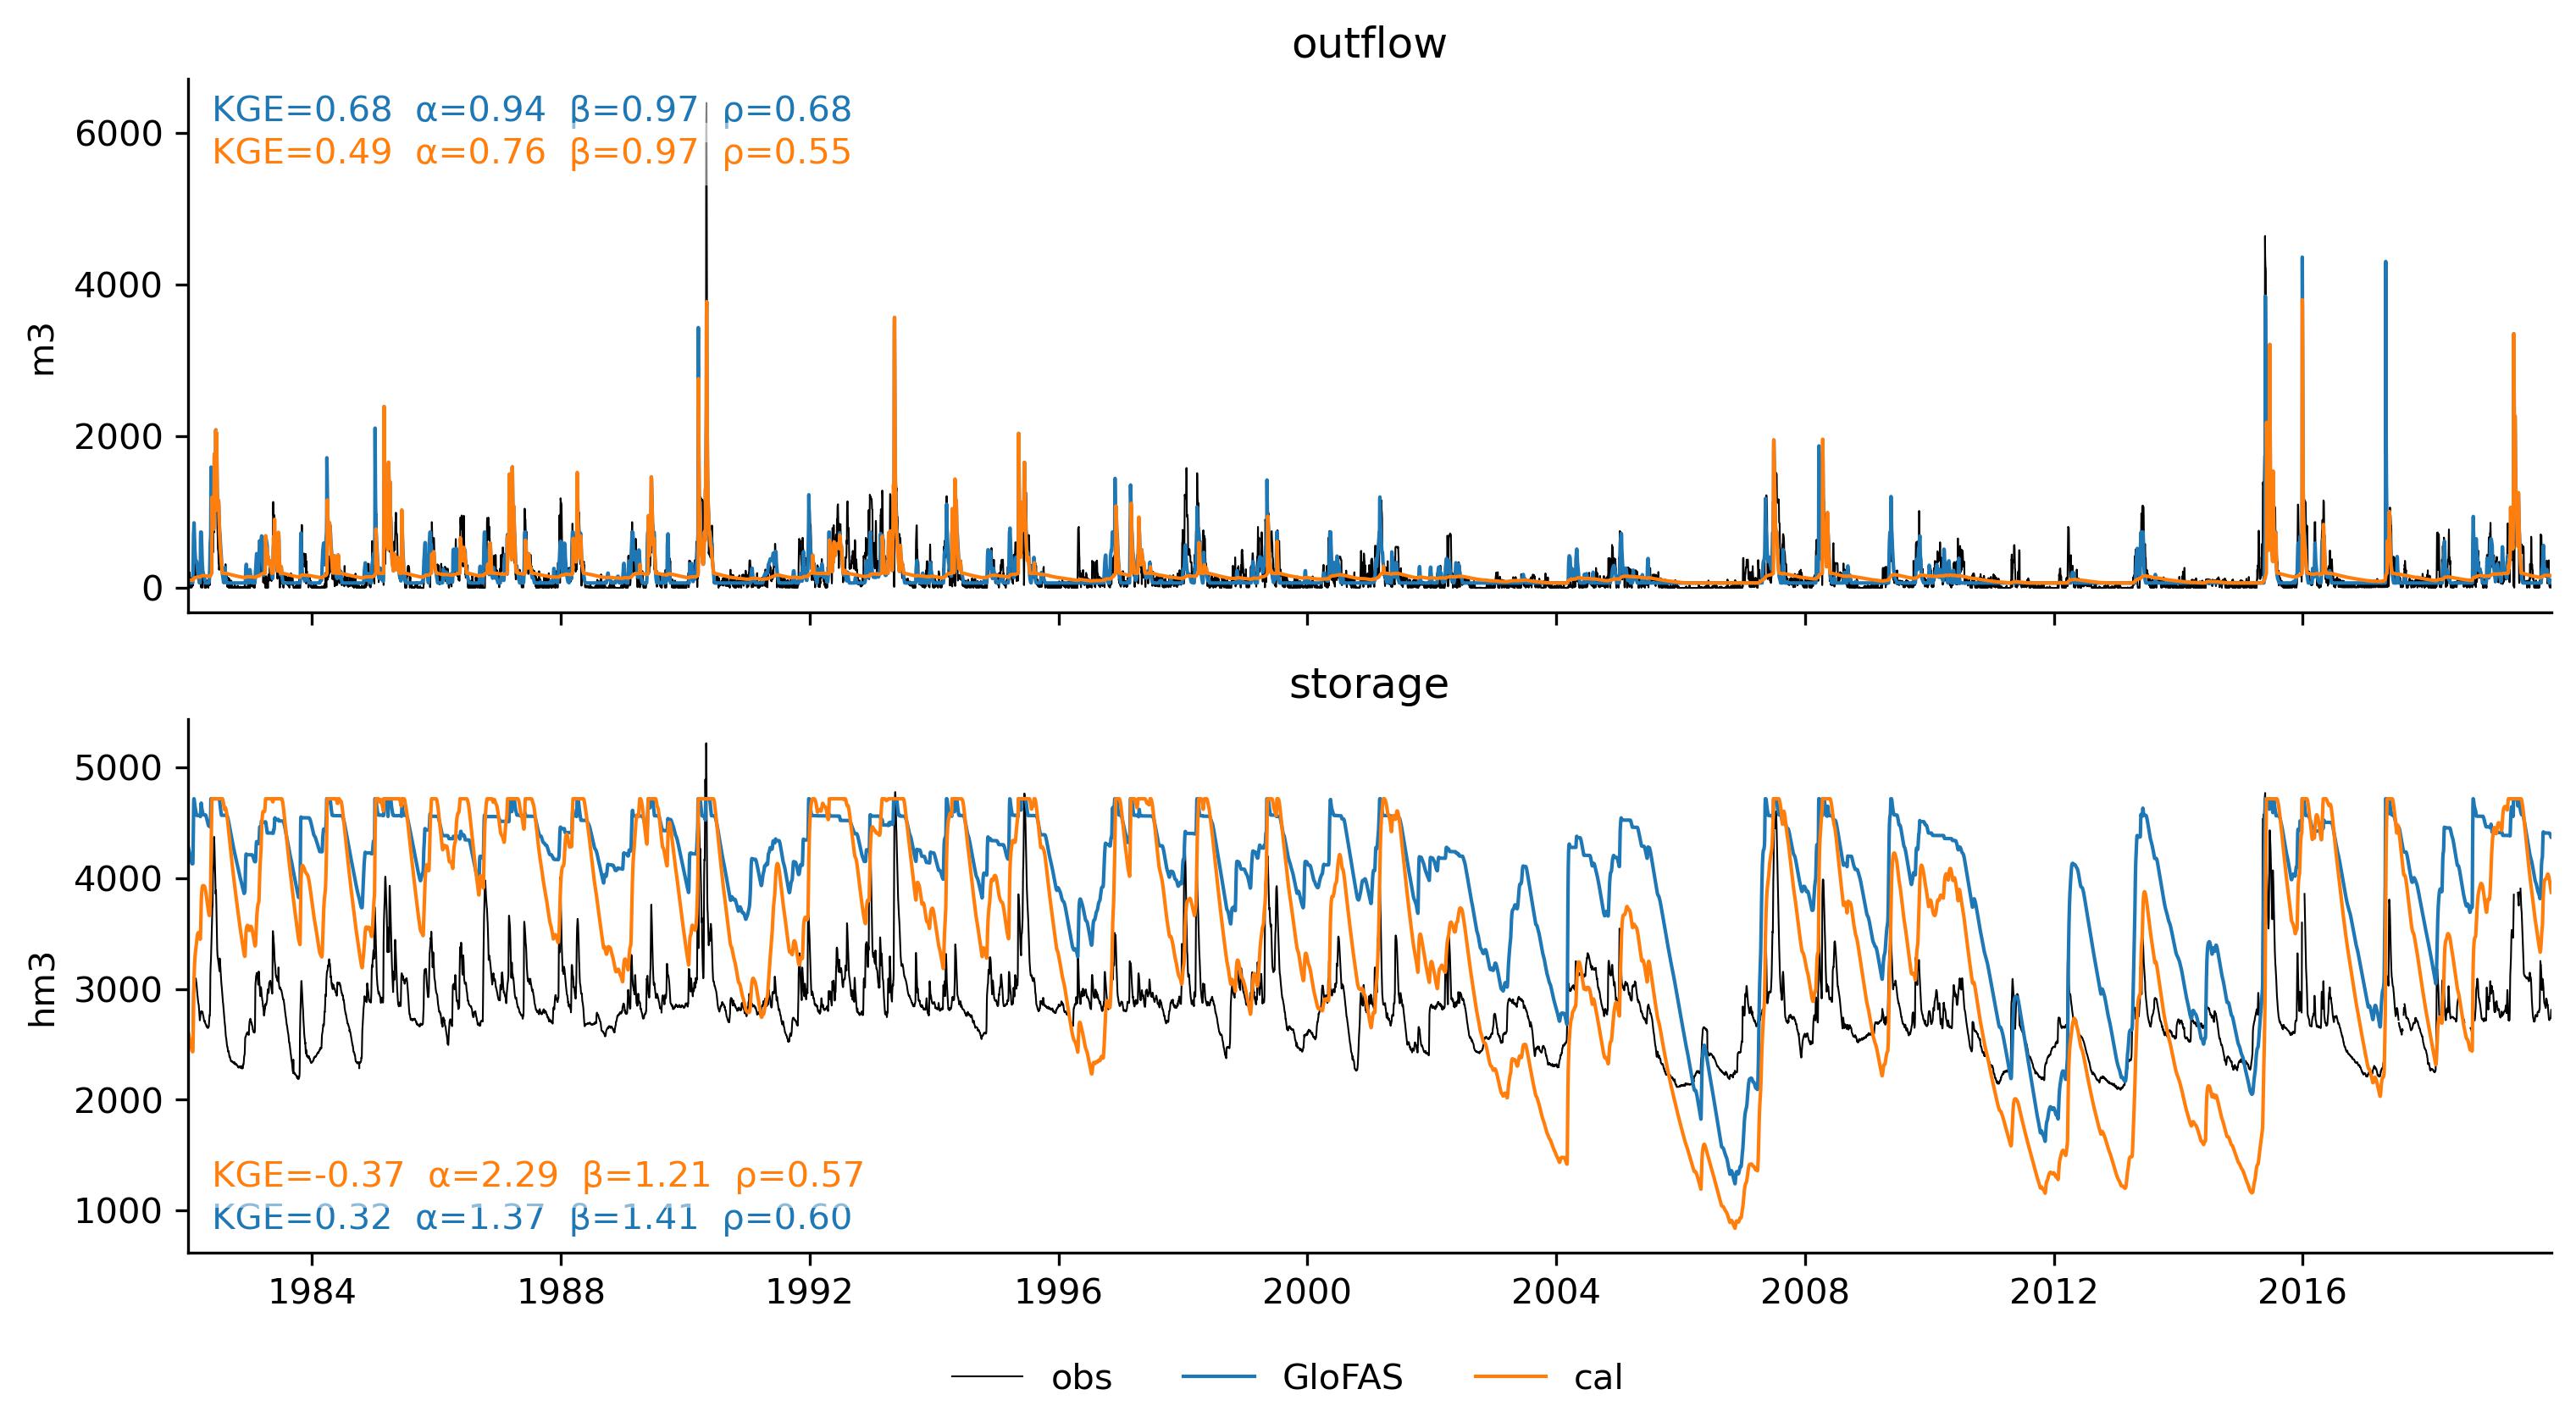 outflow
KGE=0.68 α=0.94 β=0.97 ρ=0.68
KGE=0.49 α=0.76 β=0.97 ρ=0.55
6000
4000
2000
0
m3
storage
5000
4000
3000
2000
1000
hm3
KGE=-0.37 α=2.29 β=1.21 ρ=0.57
KGE=0.32 α=1.37 β=1.41 ρ=0.60
1984 1988 1992 1996 2000 2004 2008 2012 2016
obs GloFAS cal